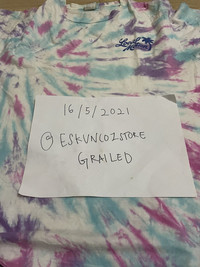 16/5/2021
@ ESKUNCOZSTORE
GRAILED